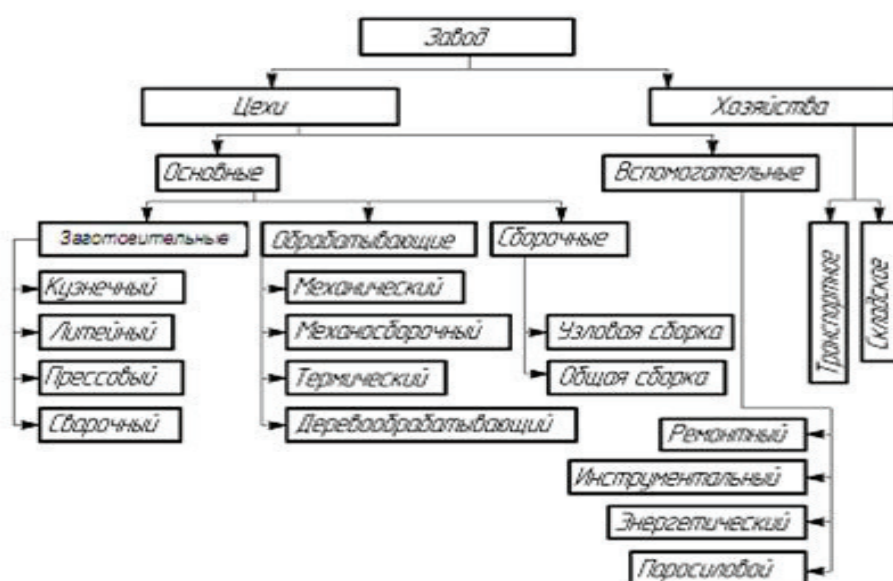 Завод
Цехи
Хозяйства
Основные
Вспомогательные
Заготовительные
Обрабатывающие
Сборочные
Транспортное
Складское
Кузнечный
Механический
Литейный
Механосборочный
Узловая сборка
Прессовый
Термический
Общая сборка
Сварочный
Деревообрабатывающий
Ремонтный
Инструментальный
Энергетический
Паросиловой